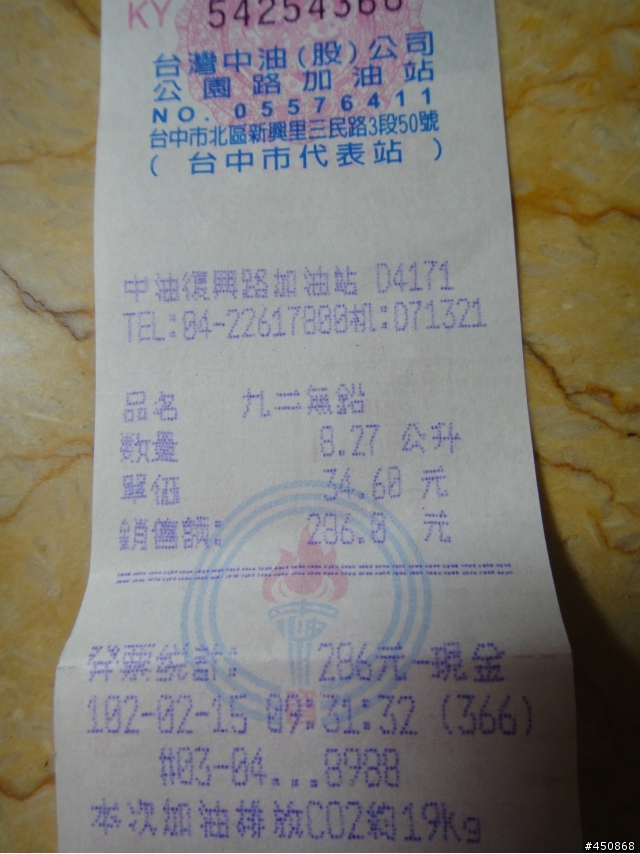 KY 54254366
台灣中油(股)公司
公園路加油站
NO. 05576411
台中市北區新興里三民路3段50號
(台中市代表站)
中油復興路加油站 D4171
TEL:04-22617800机:D71321
品名 九二無鉛
數量 8.27 公升
單価 34.60 元
銷售額: 286.0 元
発票総計: 286元-現金
102-02-15 09:31:32 (366)
#03-04...8988
本次加油排放CO2約19Kg
#450868